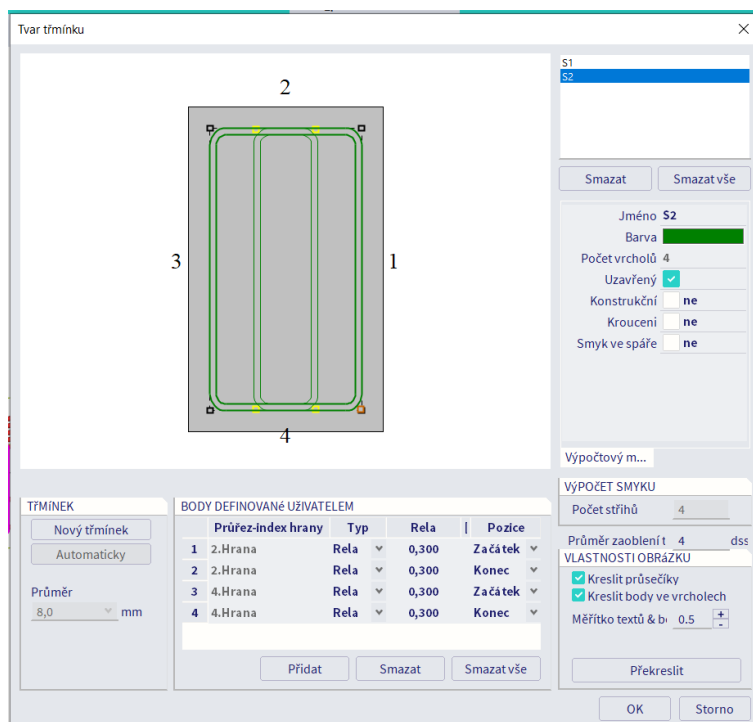 Tvar třmínku
2
3
1
4
S1
S2
Smazat
Smazat vše
Jméno S2
Barva
Počet vrcholů 4
Uzavřený
Konstrukční ne
Krouceni ne
Smyk ve spáře ne
Výpočtový m...
TřMíNEK
Nový třmínek
Automaticky
Průměr
8,0 mm
BODY DEFINOVANé UžIVATELEM
Průřez-index hrany Typ Rela [ Pozice
1 2.Hrana Rela 0,300 Začátek
2 2.Hrana Rela 0,300 Konec
3 4.Hrana Rela 0,300 Začátek
4 4.Hrana Rela 0,300 Konec
Přidat Smazat Smazat vše
VýPOčET SMYKU
Počet střihů 4
Průměr zaoblení t 4 dss
VLASTNOSTI OBRáZKU
Kreslit průsečíky
Kreslit body ve vrcholech
Měřítko textů & b 0.5 + -
Překreslit
OK Storno